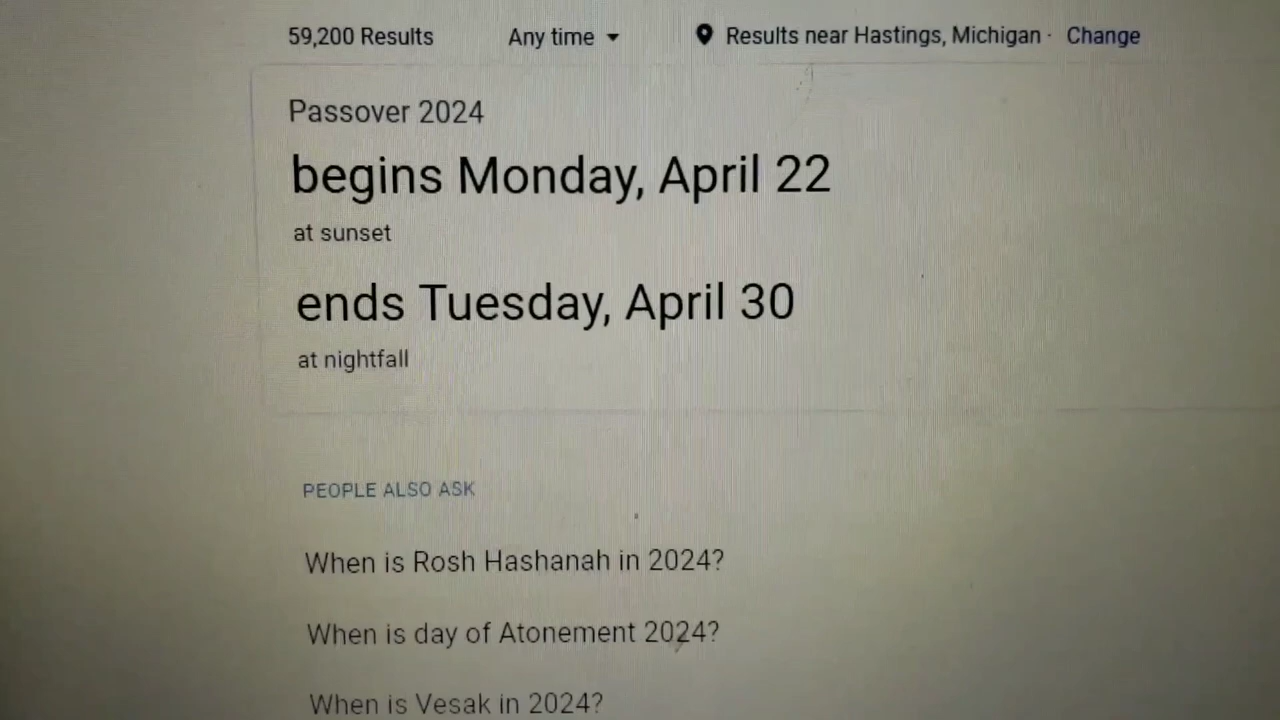 59,200 Results Any time Results near Hastings, Michigan · Change
Passover 2024
begins Monday, April 22
at sunset
ends Tuesday, April 30
at nightfall
PEOPLE ALSO ASK
When is Rosh Hashanah in 2024?
When is day of Atonement 2024?
When is Vesak in 2024?